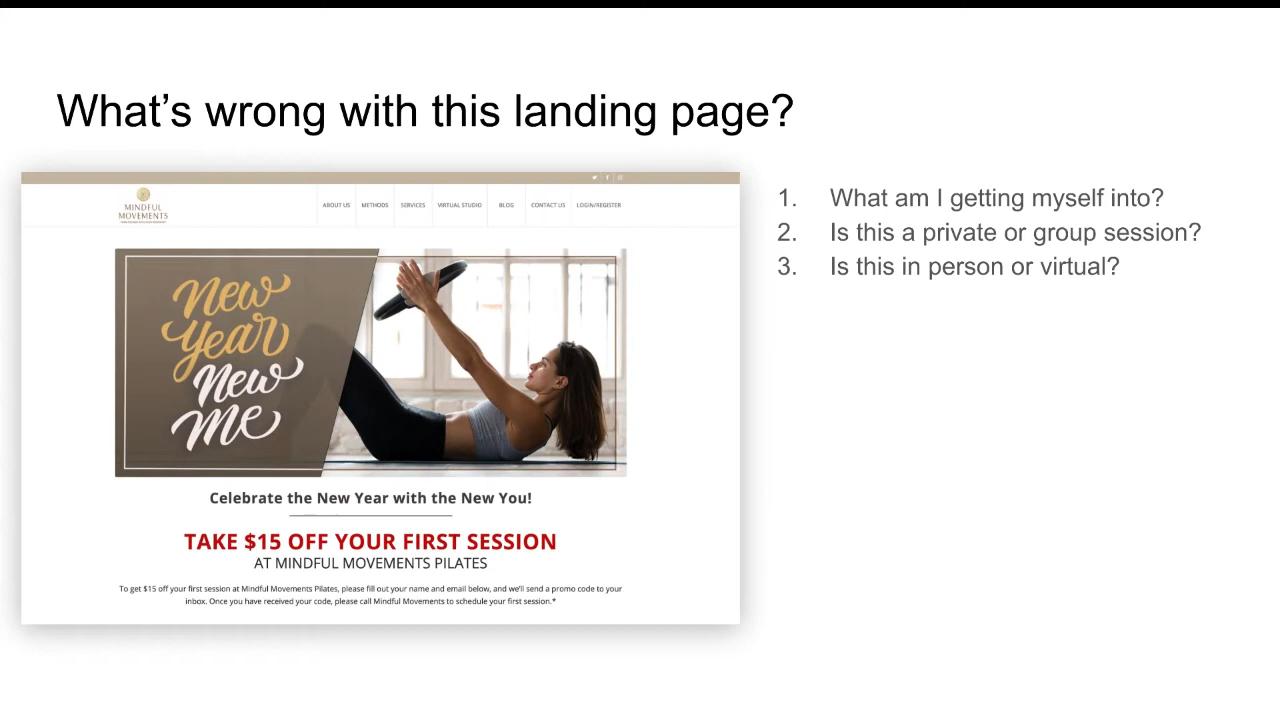 What's wrong with this landing page?
MINDFUL
MOVEMENTS
ABOUT US
METHODS
SERVICES
VIRTUAL STUDIO
BLOG
CONTACT US
LOGIN/REGISTER
New
Year
New
Me
Celebrate the New Year with the New You!
TAKE $15 OFF YOUR FIRST SESSION
AT MINDFUL MOVEMENTS PILATES
To get $15 off your first session at Mindful Movements Pilates, please fill out your name and email below, and we'll send a promo code to your
inbox. Once you have received your code, please call Mindful Movements to schedule your first session.*
1. What am I getting myself into?
2. Is this a private or group session?
3. Is this in person or virtual?